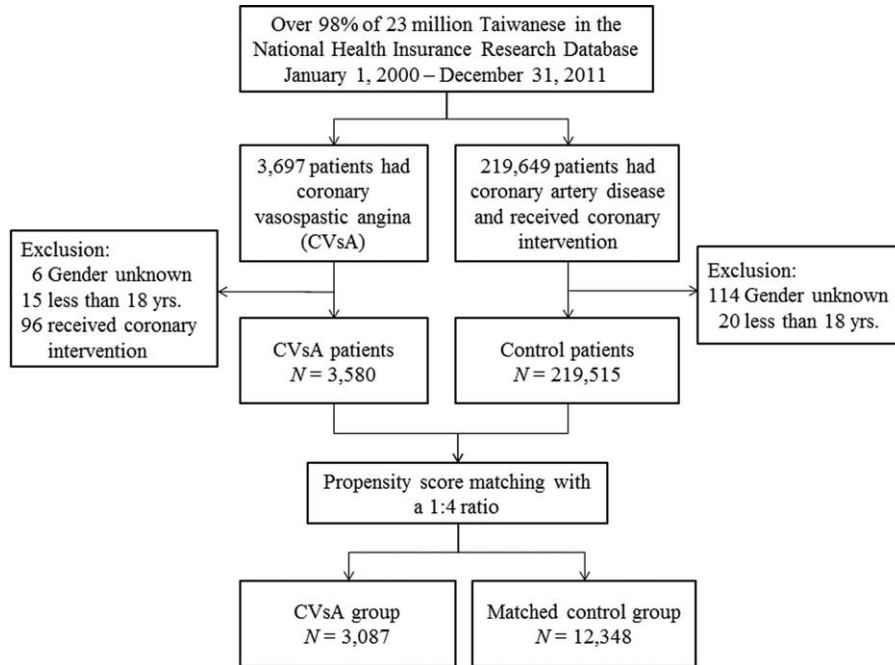 Over 98% of 23 million Taiwanese in the
National Health Insurance Research Database
January 1, 2000 – December 31, 2011
3,697 patients had
coronary
vasospastic angina
(CVsA)
219,649 patients had
coronary artery disease
and received coronary
intervention
Exclusion:
6 Gender unknown
15 less than 18 yrs.
96 received coronary
intervention
Exclusion:
114 Gender unknown
20 less than 18 yrs.
CVsA patients
N = 3,580
Control patients
N = 219,515
Propensity score matching with
a 1:4 ratio
CVsA group
N = 3,087
Matched control group
N = 12,348